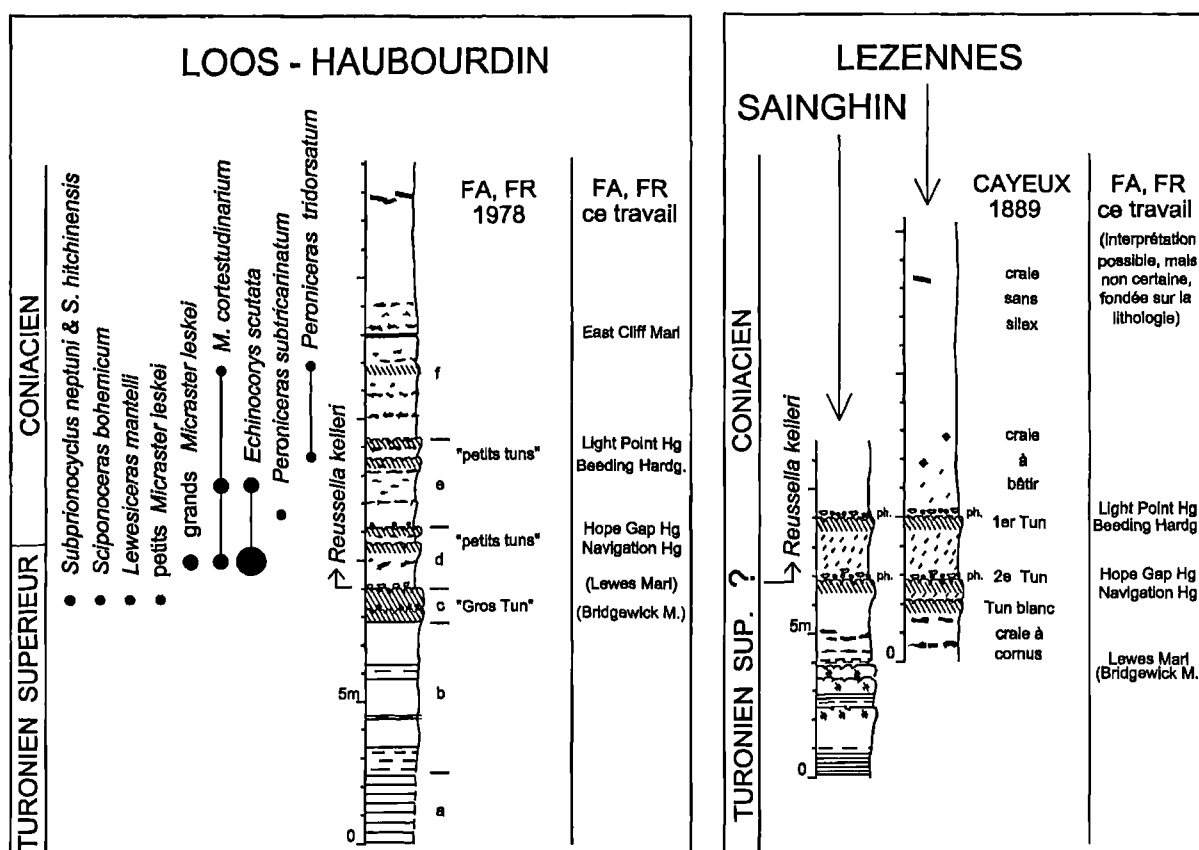 LOOS - HAUBOURDIN
CONIACIEN
TURONIEN SUPERIEUR
Subprionocyclus neptuni & S. hitchinensis
Sciponoceras bohemicum
Lewesiceras mantelli
petits Micraster leskei
grands Micraster leskei
M. cortestudinarium
Echinocorys scutata
Peroniceras subtricarinatum
Peroniceras tridorsatum
Reussella kelleri
5m
0
FA, FR
1978
f
"petits tuns"
e
"petits tuns"
d
c "Gros Tun"
b
a
FA, FR
ce travail
East Cliff Marl
Light Point Hg
Beeding Hardg.
Hope Gap Hg
Navigation Hg
(Lewes Marl)
(Bridgewick M.)
LEZENNES
SAINGHIN
CONIACIEN
?
TURONIEN SUP.
Reussella kelleri
5m
0
ph.
ph.
0
ph.
ph.
CAYEUX
1889
craie
sans
silex
craie
à
bâtir
1er Tun
2e Tun
Tun blanc
craie à
cornus
FA, FR
ce travail
(interprétation
possible, mais
non certaine,
fondée sur la
lithologie)
Light Point Hg
Beeding Hardg
Hope Gap Hg
Navigation Hg
Lewes Marl
(Bridgewick M.